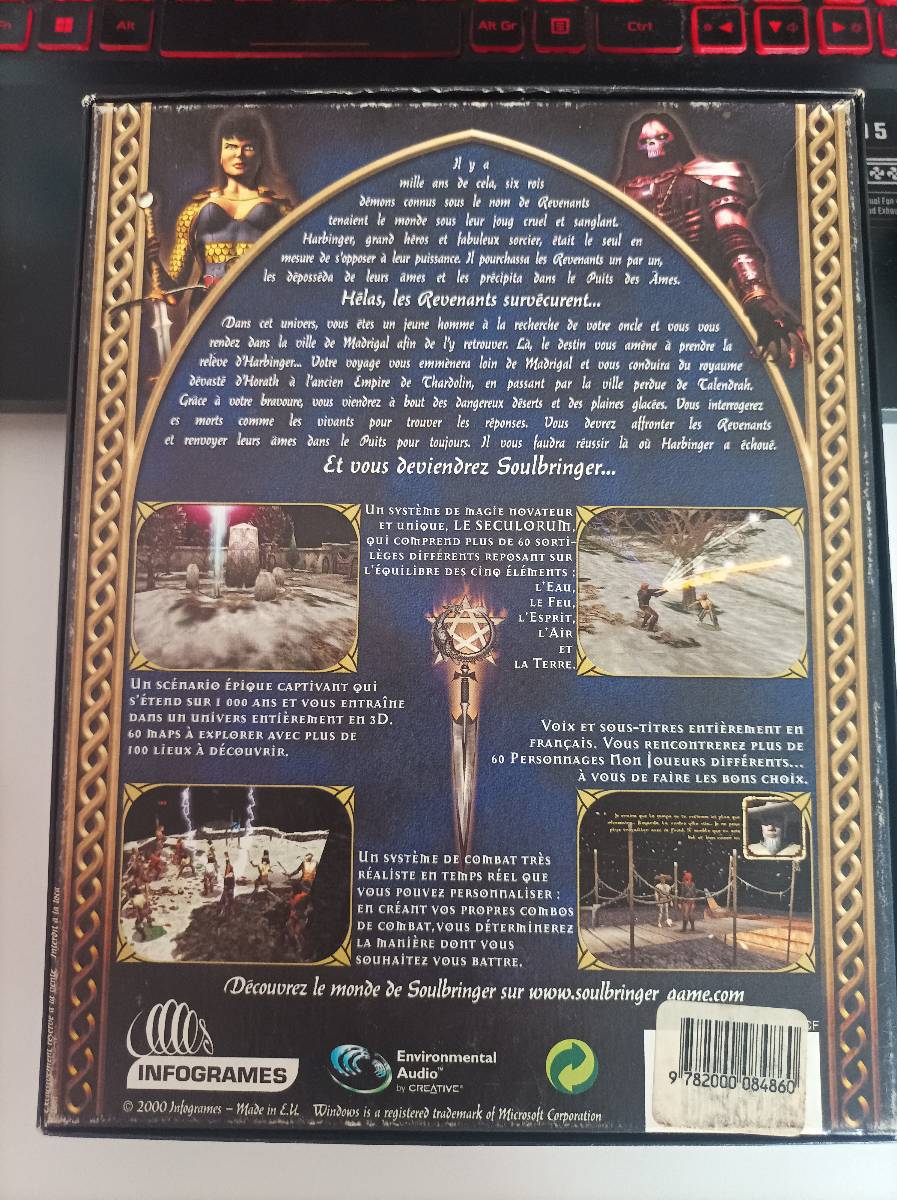 Fn
Alt
Alt Gr
Ctrl
Il y a
mille ans de cela, six rois
démons connus sous le nom de Revenants
tenaient le monde sous leur joug cruel et sanglant.
Harbinger, grand héros et fabuleux sorcier, était le seul en
mesure de s'opposer à leur puissance. Il pourchassa les Revenants un par un,
les déposséda de leurs âmes et les précipita dans le Puits des Âmes.
Hélas, les Revenants survécurent...
Dans cet univers, vous êtes un jeune homme à la recherche de votre oncle et vous vous
rendez dans la ville de Madrigal afin de l'y retrouver. Là, le destin vous amène à prendre la
relève d'Harbinger... Votre voyage vous emmènera loin de Madrigal et vous conduira du royaume
dévasté d'Horath à l'ancien Empire de Thardolin, en passant par la ville perdue de Talendrak.
Grâce à votre bravoure, vous viendrez à bout des dangereux déserts et des plaines glacées. Vous interrogerez
es morts comme les vivants pour trouver les réponses. Vous devrez affronter les Revenants
et renvoyer leurs âmes dans le Puits pour toujours. Il vous faudra réussir là où Harbinger a échoué.
Et vous deviendrez Soulbringer...
Un système de magie novateur
et unique, LE SECULORUM,
qui comprend plus de 60 sorti-
lèges différents reposant sur
l'équilibre des cinq éléments :
l'Eau,
le Feu,
l'Esprit,
l'Air
et
la Terre.
Un scénario épique captivant qui
s'étend sur 1 000 ans et vous entraîne
dans un univers entièrement en 3D.
60 maps à explorer avec plus de
100 lieux à découvrir.
Voix et sous-titres entièrement en
français. Vous rencontrerez plus de
60 Personnages Non Joueurs différents...
à vous de faire les bons choix.
Un système de combat très
réaliste en temps réel que
vous pouvez personnaliser :
en créant vos propres combos
de combat, vous déterminerez
la manière dont vous
souhaitez vous battre.
Découvrez le monde de Soulbringer sur www.soulbringer_game.com
INFOGRAMES
Environmental
Audio™
by CREATIVE®
CF
9 782000 084860
© 2000 Infogrames – Made in E.U. Windows is a registered trademark of Microsoft Corporation